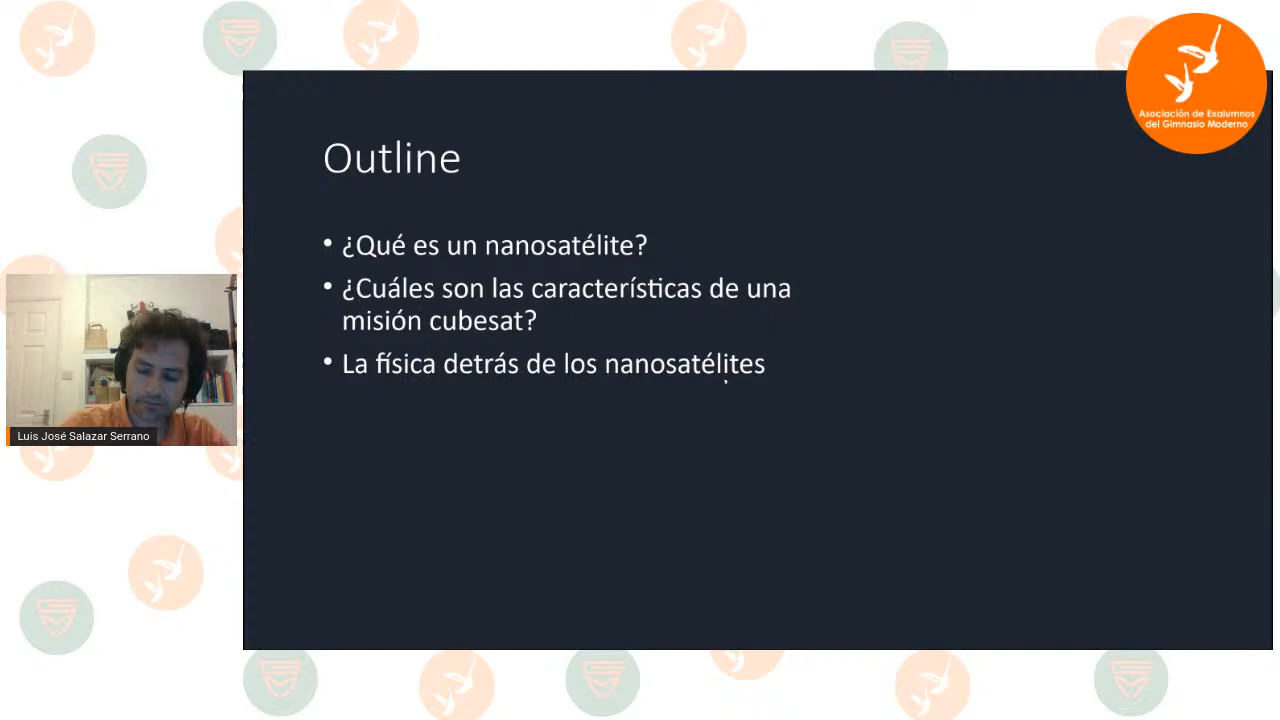 Asociación de Exalumnos
del Gimnasio Moderno
Outline
• ¿Qué es un nanosatélite?
• ¿Cuáles son las características de una
misión cubesat?
• La física detrás de los nanosatélites
Luis José Salazar Serrano